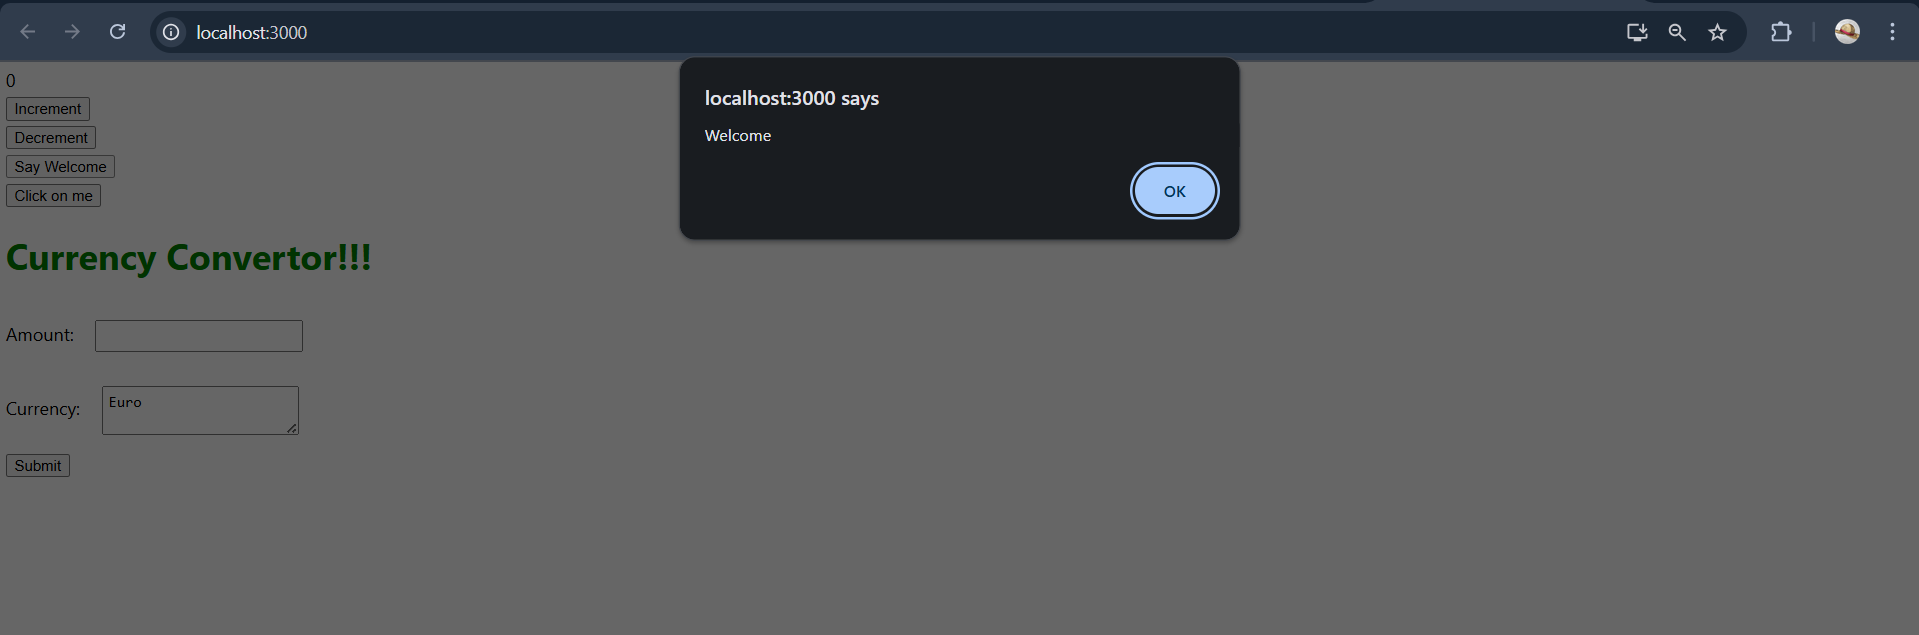 localhost:3000
0
localhost:3000 says
Welcome
OK
Increment
Decrement
Say Welcome
Click on me
Currency Convertor!!!
Amount:
Currency: Euro
Submit